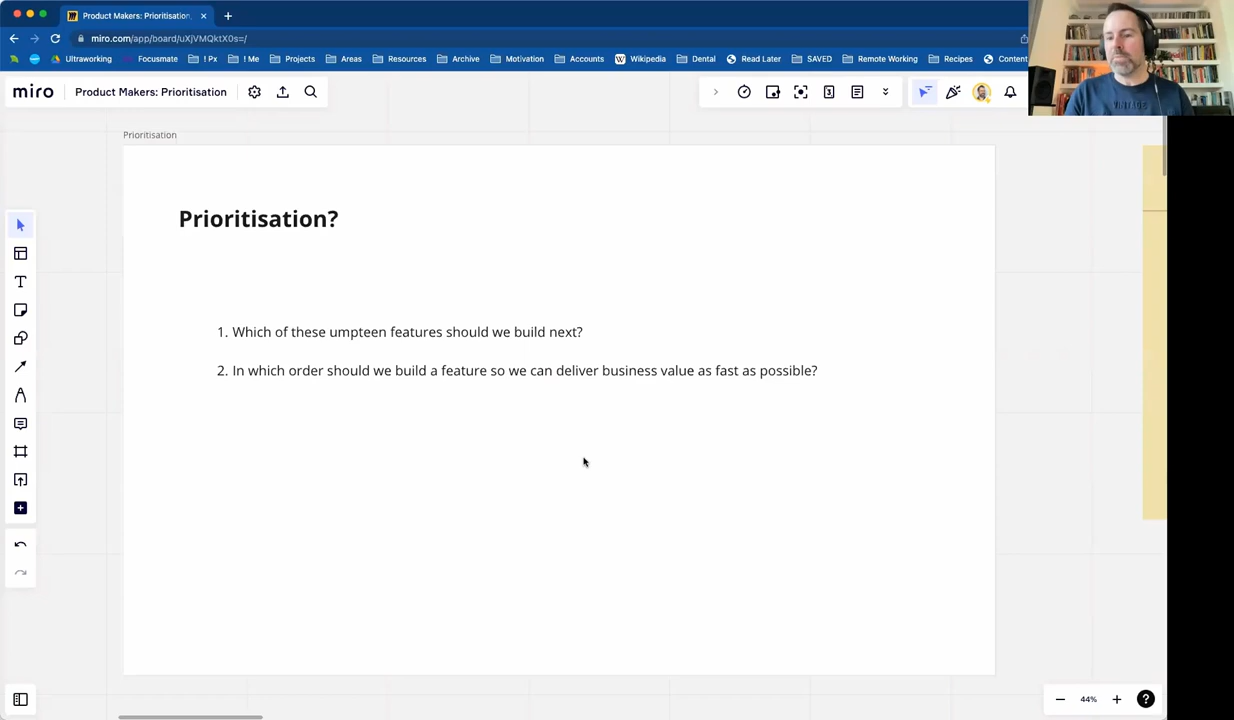 Product Makers: Prioritisation,
miro.com/app/board/uXjVMQktX0s=/
Ultraworking
Focusmate
! Px
! Me
Projects
Areas
Resources
Archive
Motivation
Accounts
Wikipedia
Dental
Read Later
SAVED
Remote Working
Recipes
Content
miro
Product Makers: Prioritisation
Prioritisation
Prioritisation?
1. Which of these umpteen features should we build next?
2. In which order should we build a feature so we can deliver business value as fast as possible?
44%